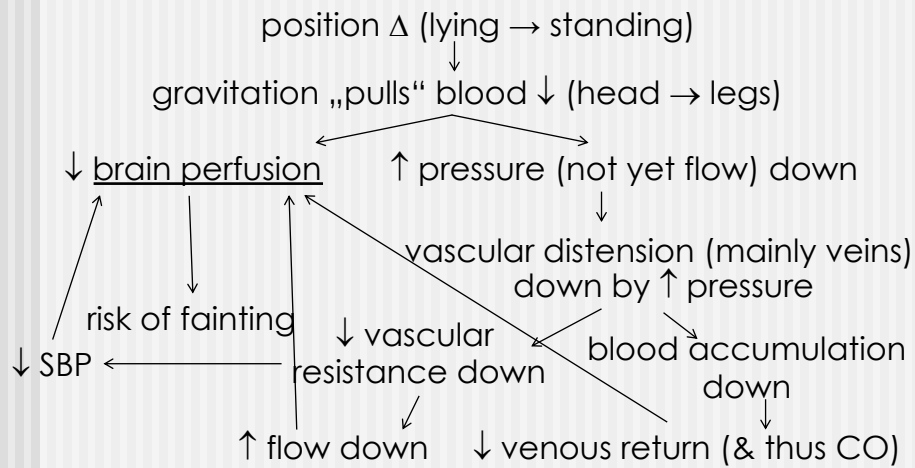 position Δ (lying → standing)
gravitation „pulls“ blood ↓ (head → legs)
↓ brain perfusion
↑ pressure (not yet flow) down
vascular distension (mainly veins)
down by ↑ pressure
risk of fainting
↓ vascular
resistance down
blood accumulation
down
↓ SBP
↑ flow down
↓ venous return (& thus CO)